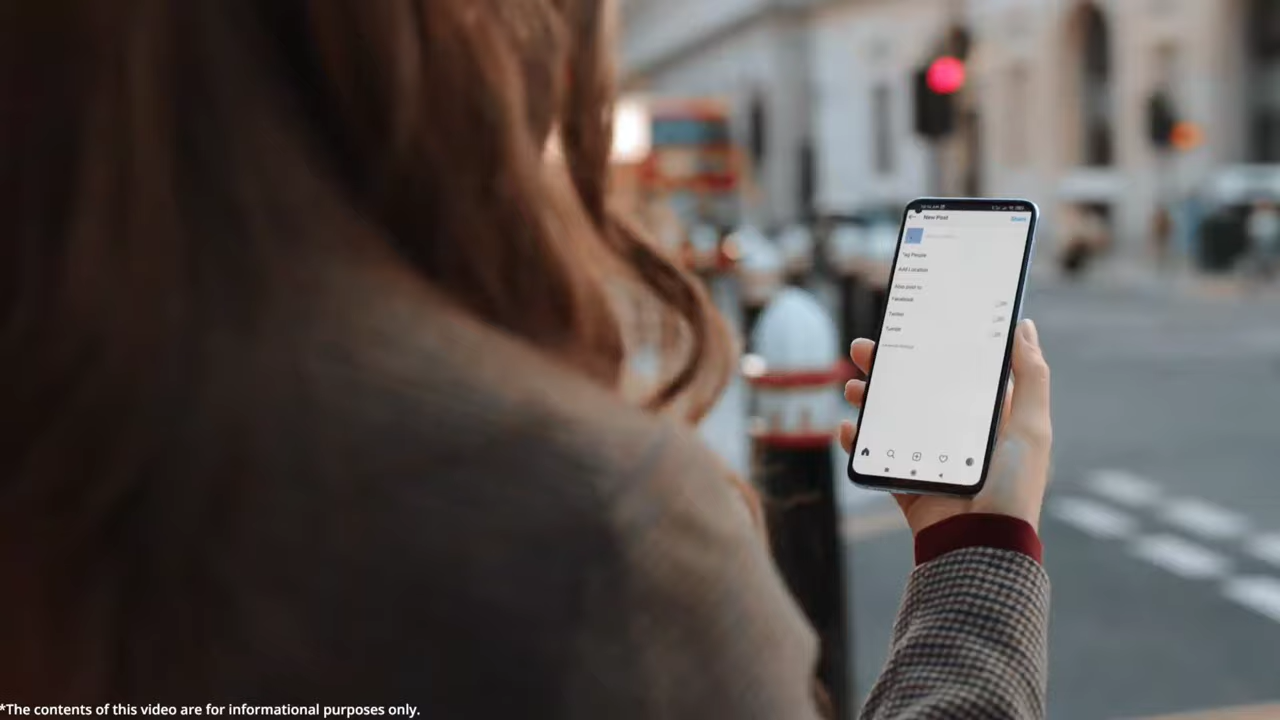 New Post
Share
Tag People
Add Location
Also post to
Facebook
Twitter
Tumblr
*The contents of this video are for informational purposes only.